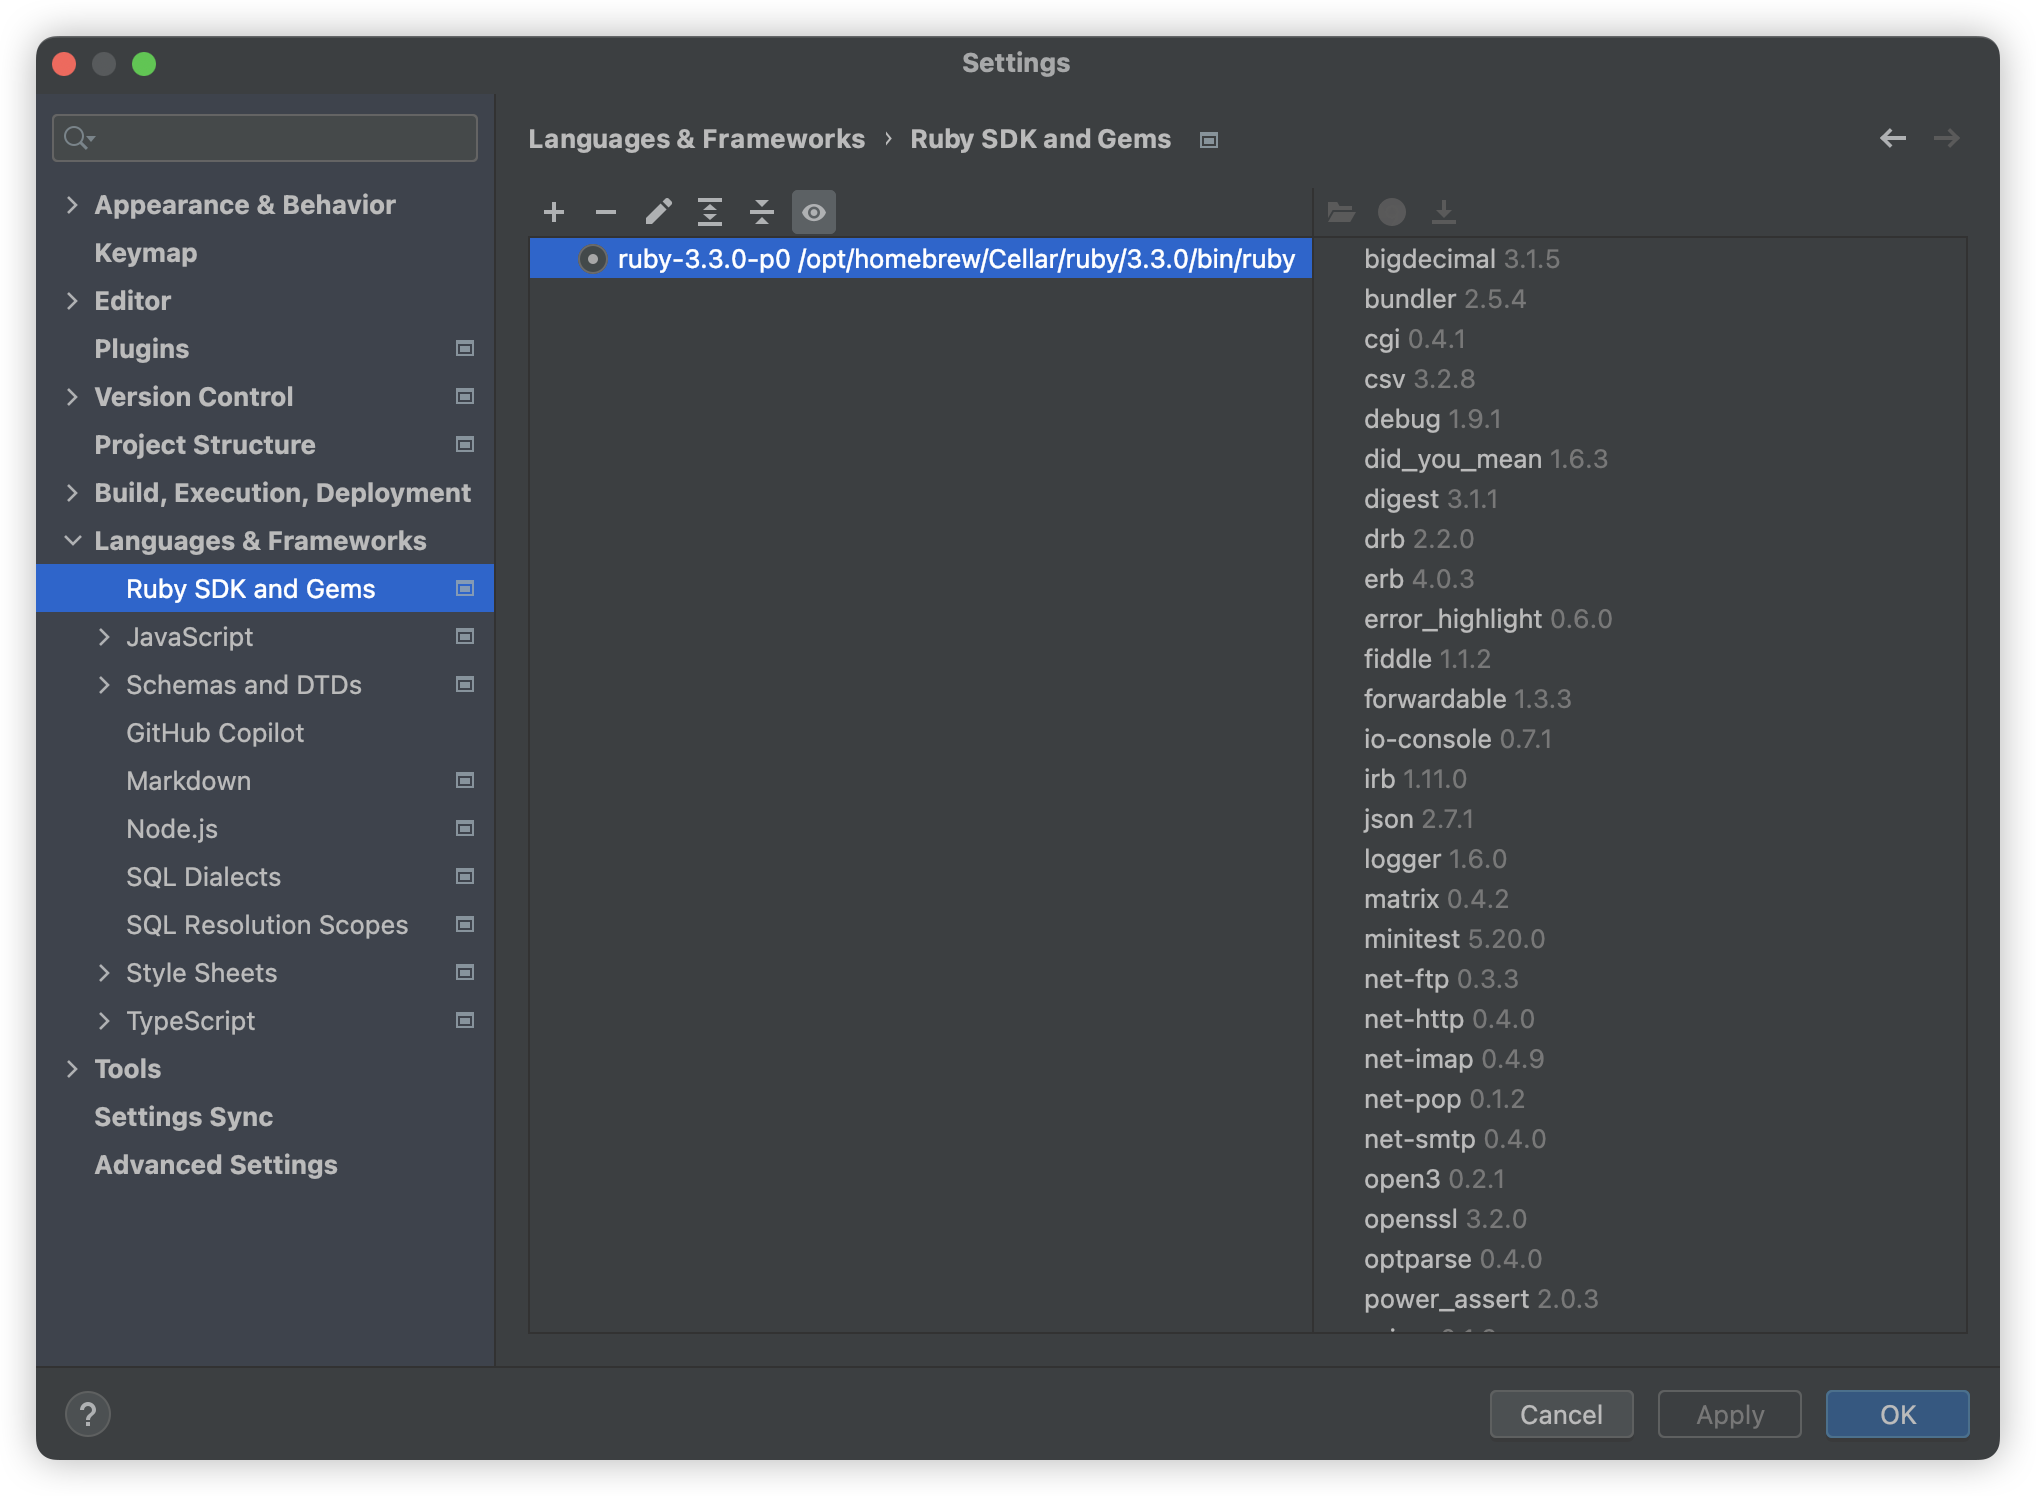 Settings
Languages & Frameworks › Ruby SDK and Gems
Appearance & Behavior
Keymap
Editor
Plugins
Version Control
Project Structure
Build, Execution, Deployment
Languages & Frameworks
Ruby SDK and Gems
JavaScript
Schemas and DTDs
GitHub Copilot
Markdown
Node.js
SQL Dialects
SQL Resolution Scopes
Style Sheets
TypeScript
Tools
Settings Sync
Advanced Settings
ruby-3.3.0-p0 /opt/homebrew/Cellar/ruby/3.3.0/bin/ruby
bigdecimal 3.1.5
bundler 2.5.4
cgi 0.4.1
csv 3.2.8
debug 1.9.1
did_you_mean 1.6.3
digest 3.1.1
drb 2.2.0
erb 4.0.3
error_highlight 0.6.0
fiddle 1.1.2
forwardable 1.3.3
io-console 0.7.1
irb 1.11.0
json 2.7.1
logger 1.6.0
matrix 0.4.2
minitest 5.20.0
net-ftp 0.3.3
net-http 0.4.0
net-imap 0.4.9
net-pop 0.1.2
net-smtp 0.4.0
open3 0.2.1
openssl 3.2.0
optparse 0.4.0
power_assert 2.0.3
?
Cancel
Apply
OK